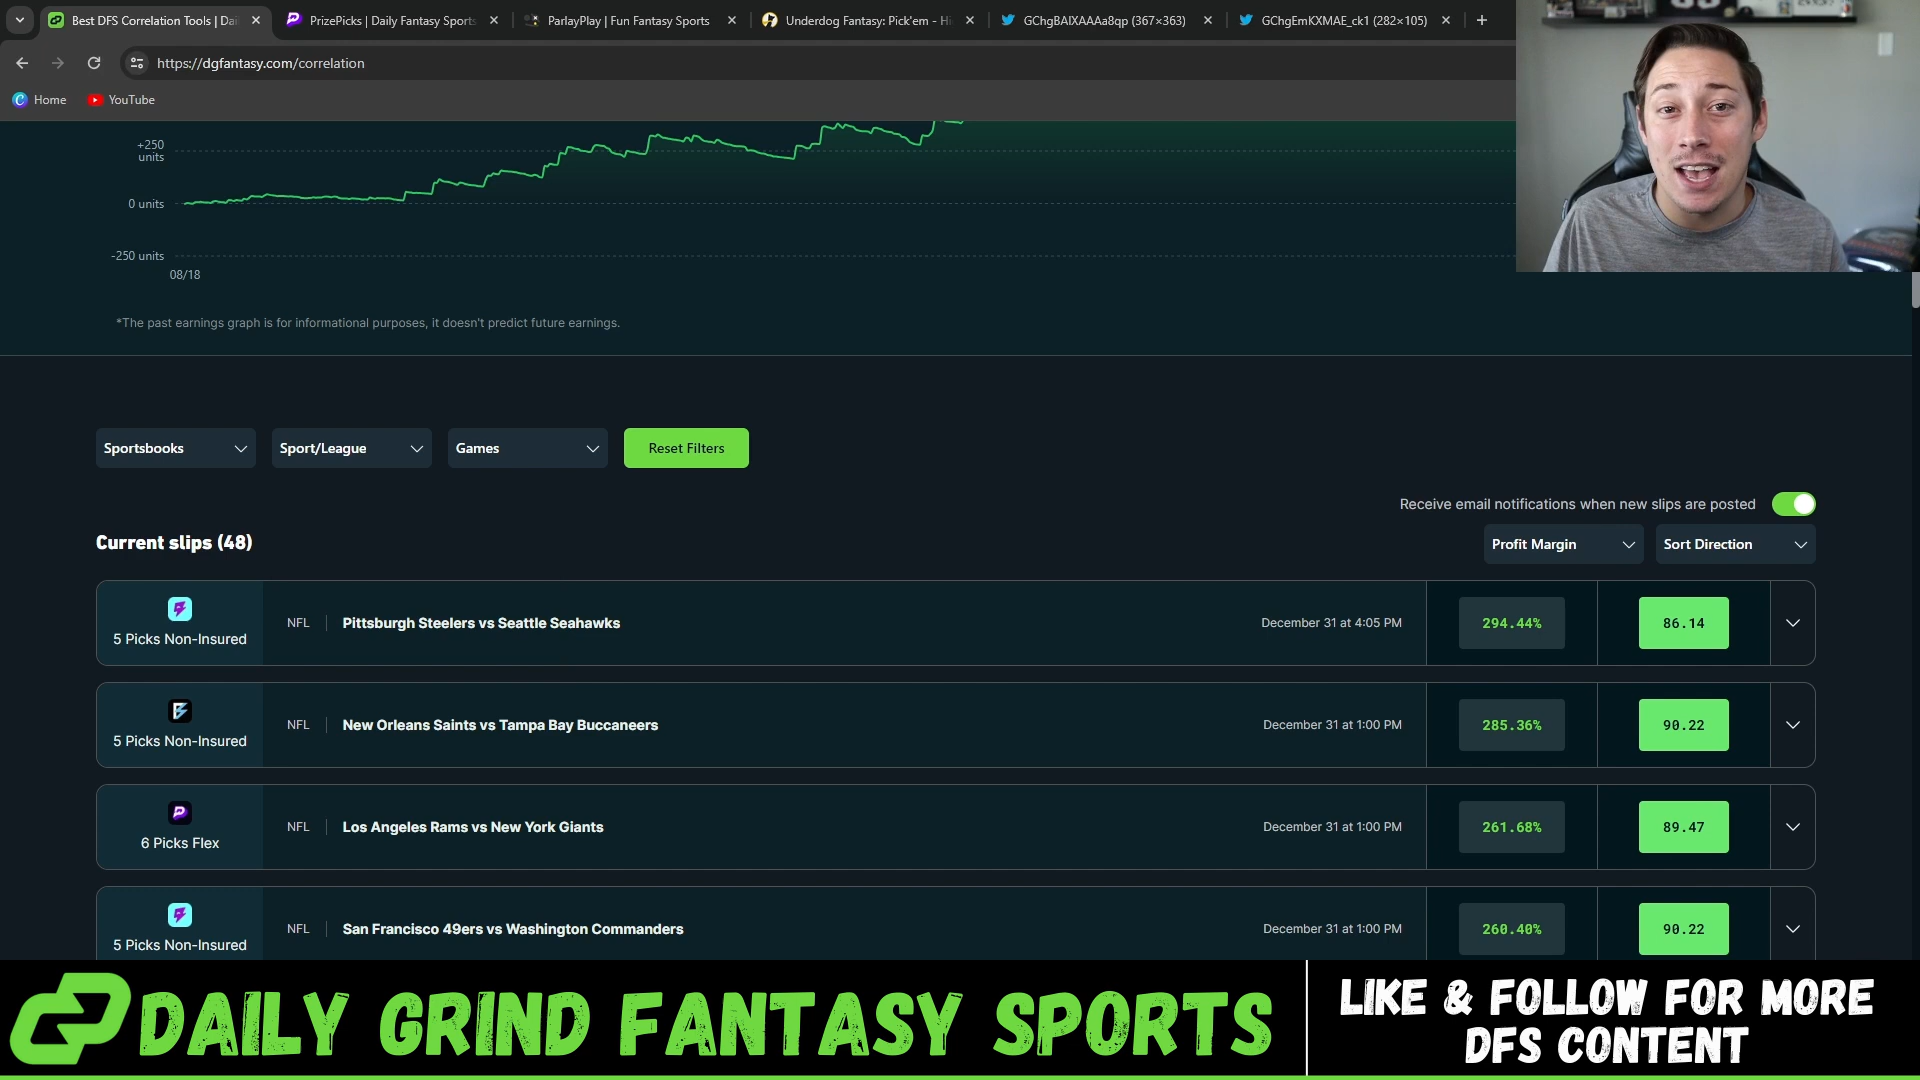 Best DFS Correlation Tools | Dai
PrizePicks | Daily Fantasy Sports
ParlayPlay | Fun Fantasy Sports
Underdog Fantasy: Pick'em - Hi
GChgBAIXAAAa8qp (367×363)
GChgEmKXMAE_ck1 (282×105)
https://dgfantasy.com/correlation
Home
YouTube
+250
units
0 units
-250 units
08/18
*The past earnings graph is for informational purposes, it doesn't predict future earnings.
Sportsbooks
Sport/League
Games
Reset Filters
Receive email notifications when new slips are posted
Current slips (48)
Profit Margin
Sort Direction
5 Picks Non-Insured
NFL
Pittsburgh Steelers vs Seattle Seahawks
December 31 at 4:05 PM
294.44%
86.14
5 Picks Non-Insured
NFL
New Orleans Saints vs Tampa Bay Buccaneers
December 31 at 1:00 PM
285.36%
90.22
6 Picks Flex
NFL
Los Angeles Rams vs New York Giants
December 31 at 1:00 PM
261.68%
89.47
5 Picks Non-Insured
NFL
San Francisco 49ers vs Washington Commanders
December 31 at 1:00 PM
260.40%
90.22
DAILY GRIND FANTASY SPORTS
LIKE & FOLLOW FOR MORE
DFS CONTENT